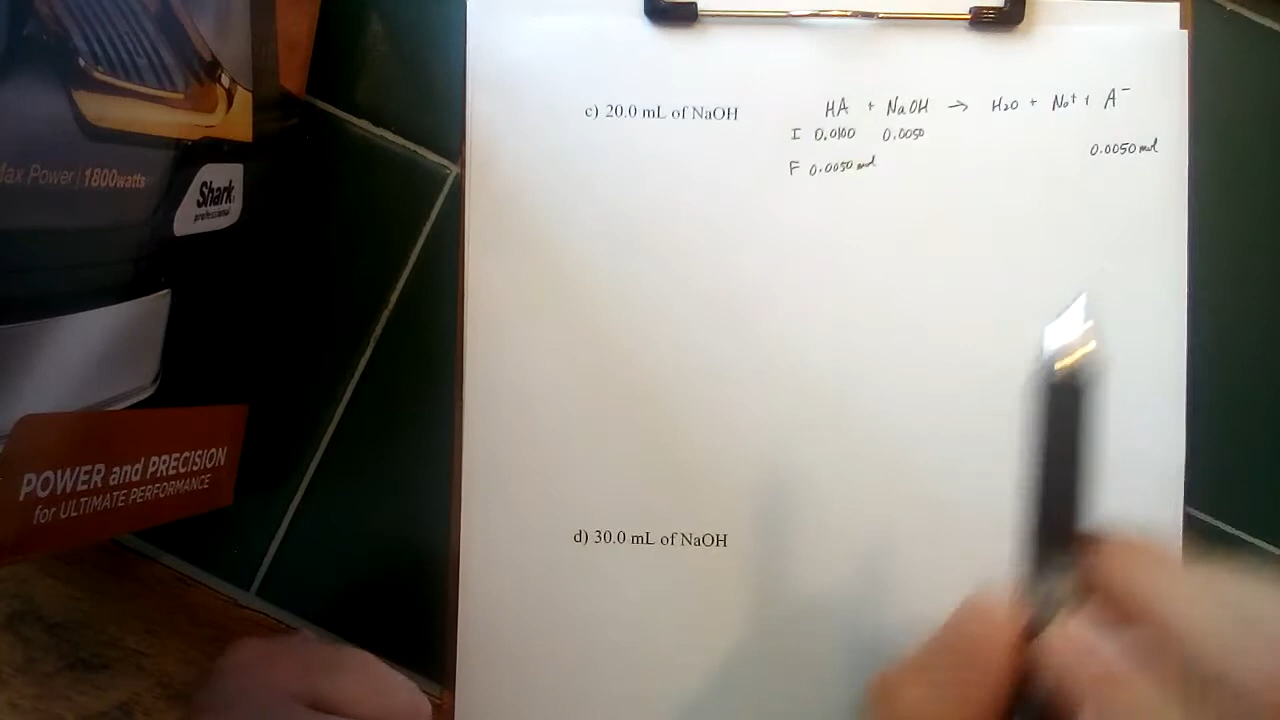 Max Power | 1800watts
Shark
professional
POWER and PRECISION
for ULTIMATE PERFORMANCE
c) 20.0 mL of NaOH
HA + NaOH → H2O + Na+ + A-
I 0.0100 0.0050
0.0050 mol
F 0.0050 mol
d) 30.0 mL of NaOH